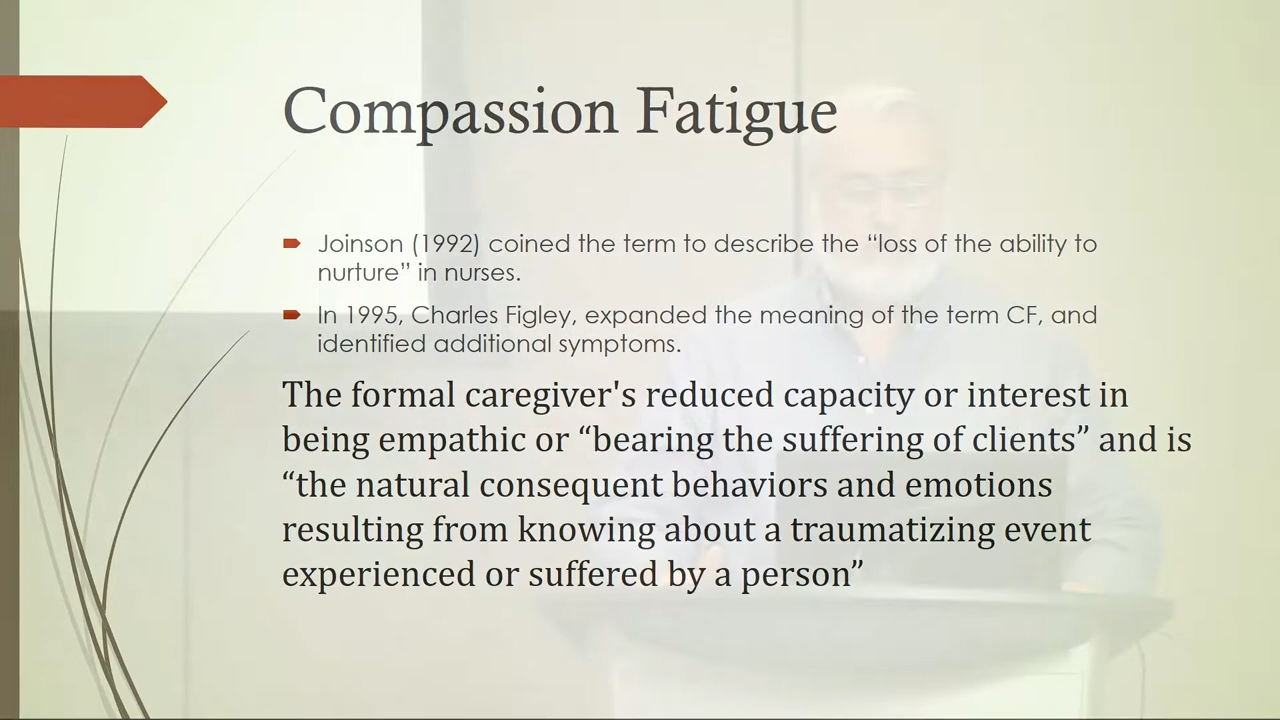 Compassion Fatigue
Joinson (1992) coined the term to describe the “loss of the ability to
nurture” in nurses.
In 1995, Charles Figley, expanded the meaning of the term CF, and
identified additional symptoms.
The formal caregiver's reduced capacity or interest in
being empathic or “bearing the suffering of clients” and is
“the natural consequent behaviors and emotions
resulting from knowing about a traumatizing event
experienced or suffered by a person”